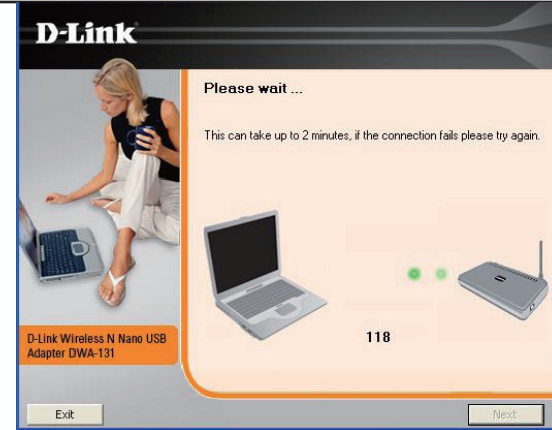 D-Link
Please wait ...
This can take up to 2 minutes, if the connection fails please try again.
118
D-Link Wireless N Nano USB
Adapter DWA-131
Exit
Next